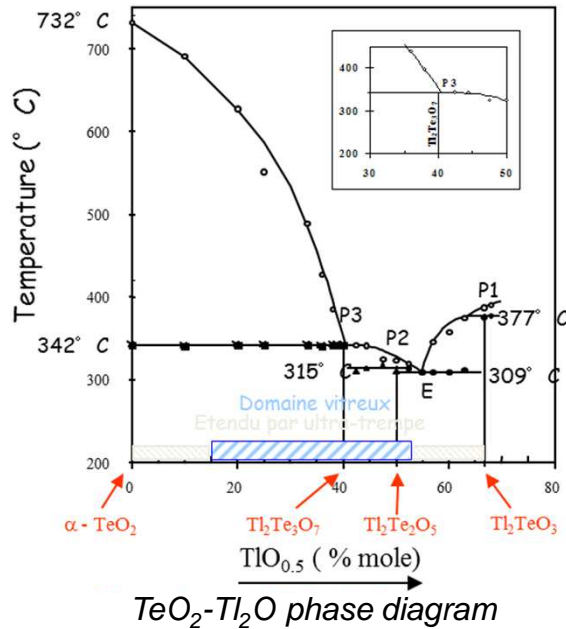 732° C
700
600
500
400
342° C
300
200
Temperature (° C)
400
300
200
30
40
50
P 3
Tl₂Te₃O₇
P3
P2
P1
377° C
315° C
E
309° C
Domaine vitreux
Etendu par ultra-trempe
0
20
40
60
80
α - TeO₂
Tl₂Te₃O₇
Tl₂Te₂O₅
Tl₂TeO₃
TlO₀.₅ ( % mole)
TeO₂-Tl₂O phase diagram